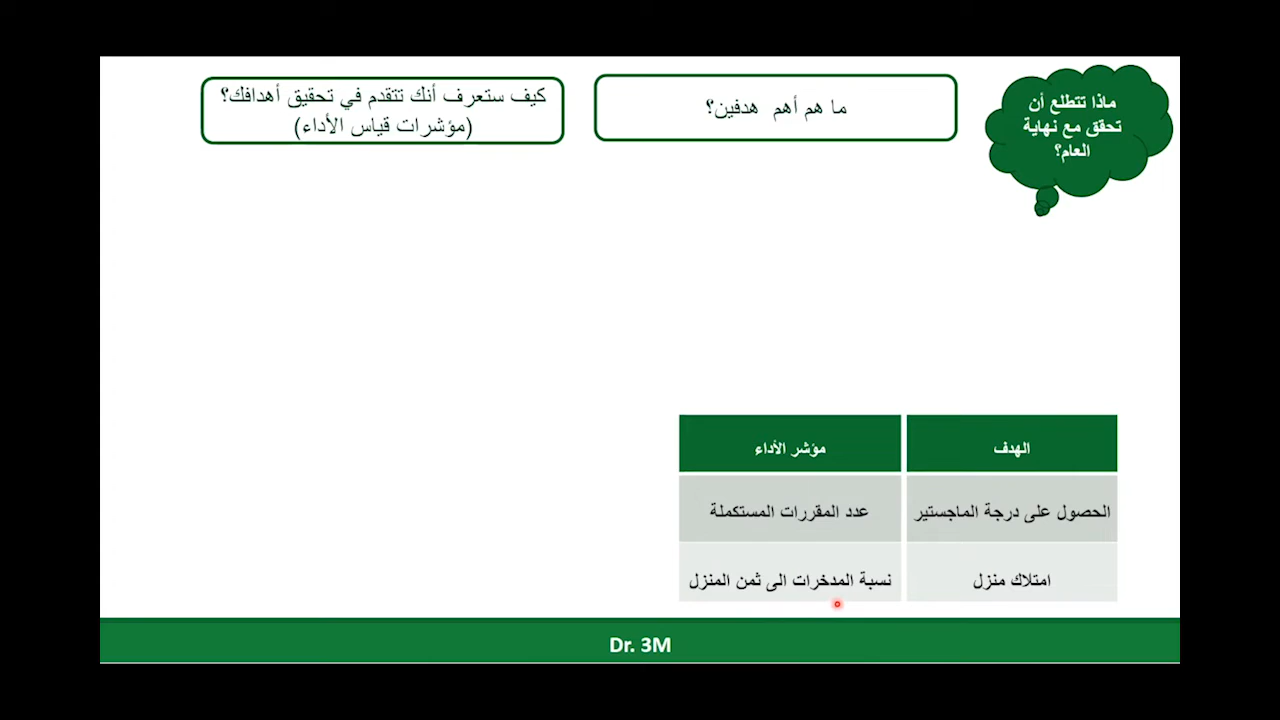 ماذا تتطلع أن
تحقق مع نهاية
العام؟
ما هم أهم هدفين؟
كيف ستعرف أنك تتقدم في تحقيق أهدافك؟
(مؤشرات قياس الأداء)
الهدف
مؤشر الأداء
الحصول على درجة الماجستير
عدد المقررات المستكملة
امتلاك منزل
نسبة المدخرات الى ثمن المنزل
Dr. 3M